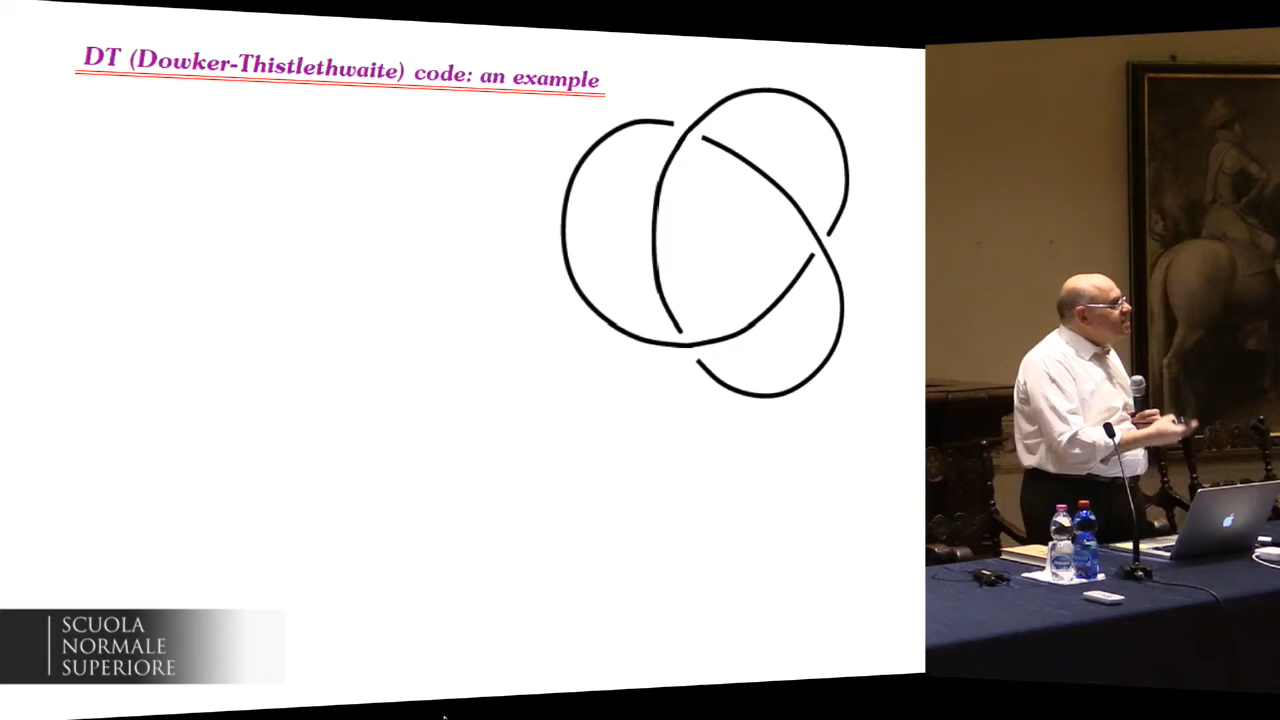 DT (Dowker-Thistlethwaite) code: an example
SCUOLA
NORMALE
SUPERIORE